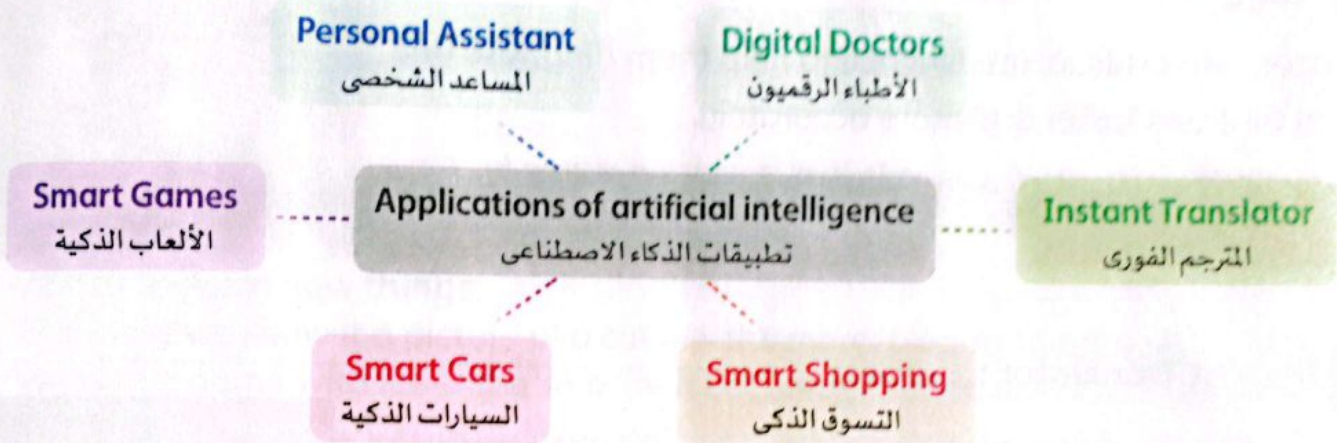 Personal Assistant
المساعد الشخصى
Digital Doctors
الأطباء الرقميون
Smart Games
الألعاب الذكية
Applications of artificial intelligence
تطبيقات الذكاء الاصطناعى
Instant Translator
المترجم الفورى
Smart Cars
السيارات الذكية
Smart Shopping
التسوق الذكى